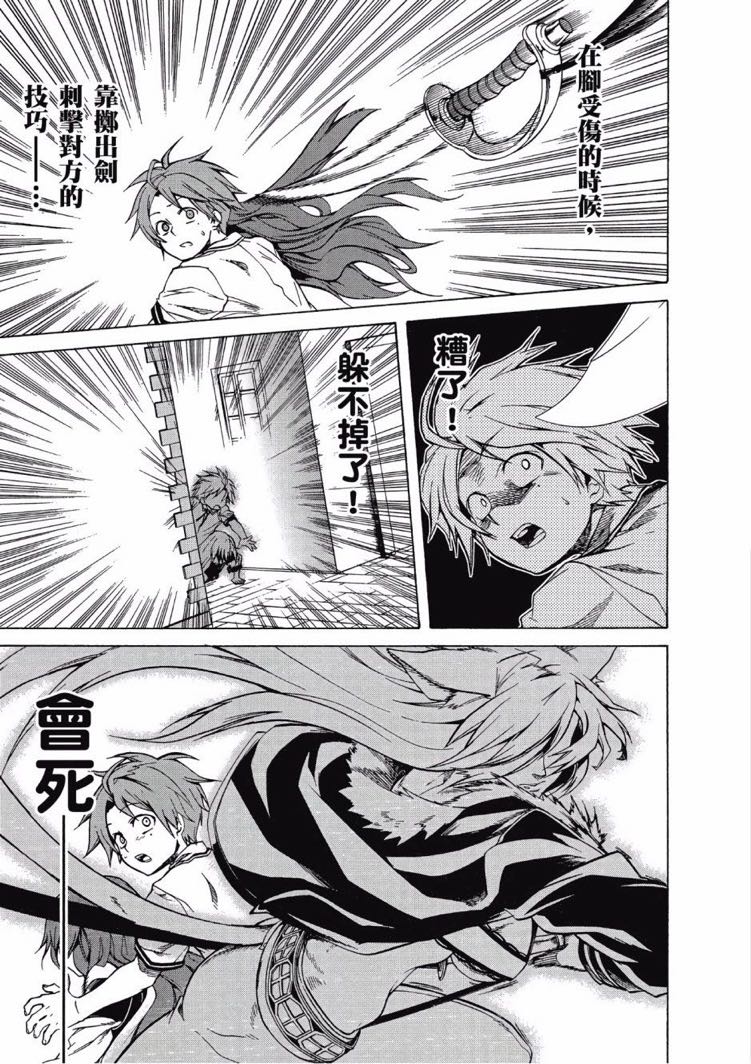 在腳受傷的時候，
靠擲出劍
刺擊對方的
技巧——…
糟了！
躲不掉了！
會死——